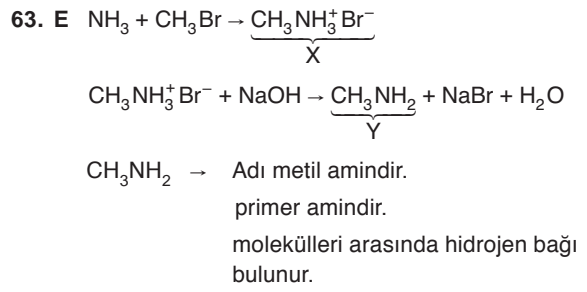 63. E NH₃ + CH₃Br → CH₃NH₃⁺Br⁻
X
CH₃NH₃⁺Br⁻ + NaOH → CH₃NH₂ + NaBr + H₂O
Y
CH₃NH₂ → Adı metil amindir.
primer amindir.
molekülleri arasında hidrojen bağı
bulunur.